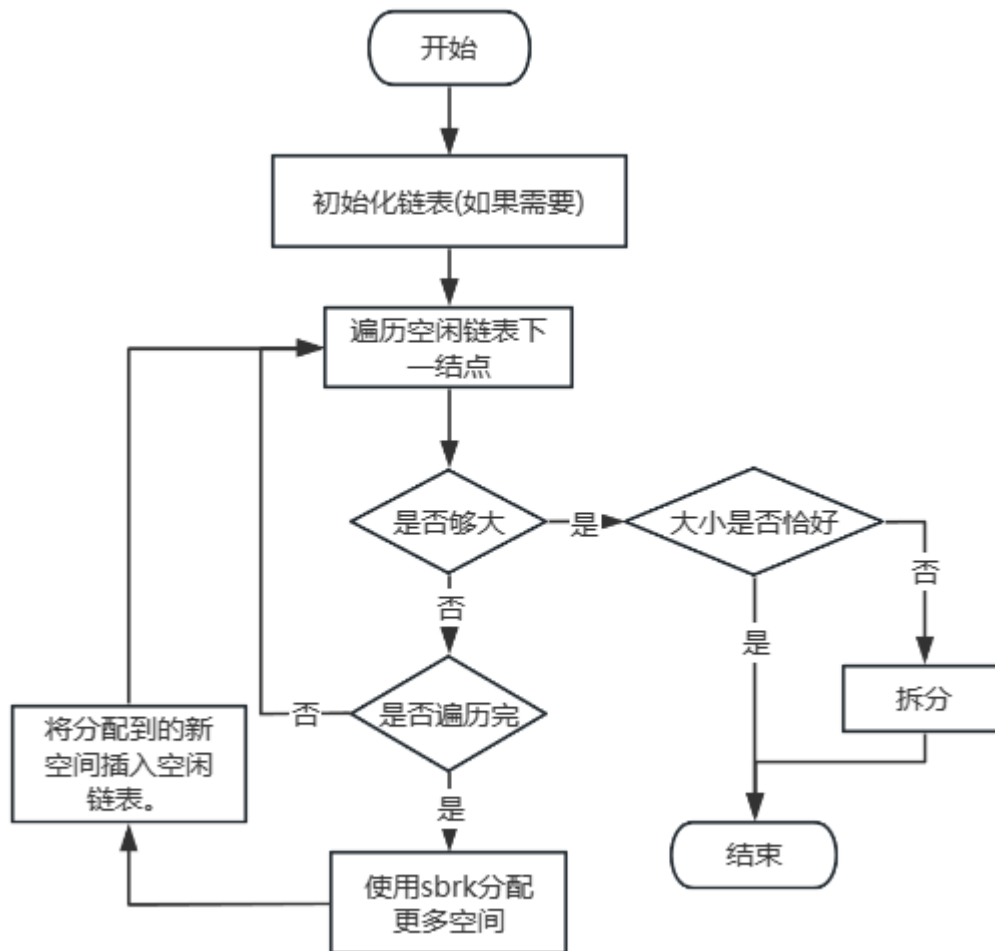 开始
初始化链表(如果需要)
遍历空闲链表下
一结点
是否够大
是
大小是否恰好
否
否
是
拆分
是否遍历完
否
将分配到的新
空间插入空闲
链表。
是
结束
使用sbrk分配
更多空间